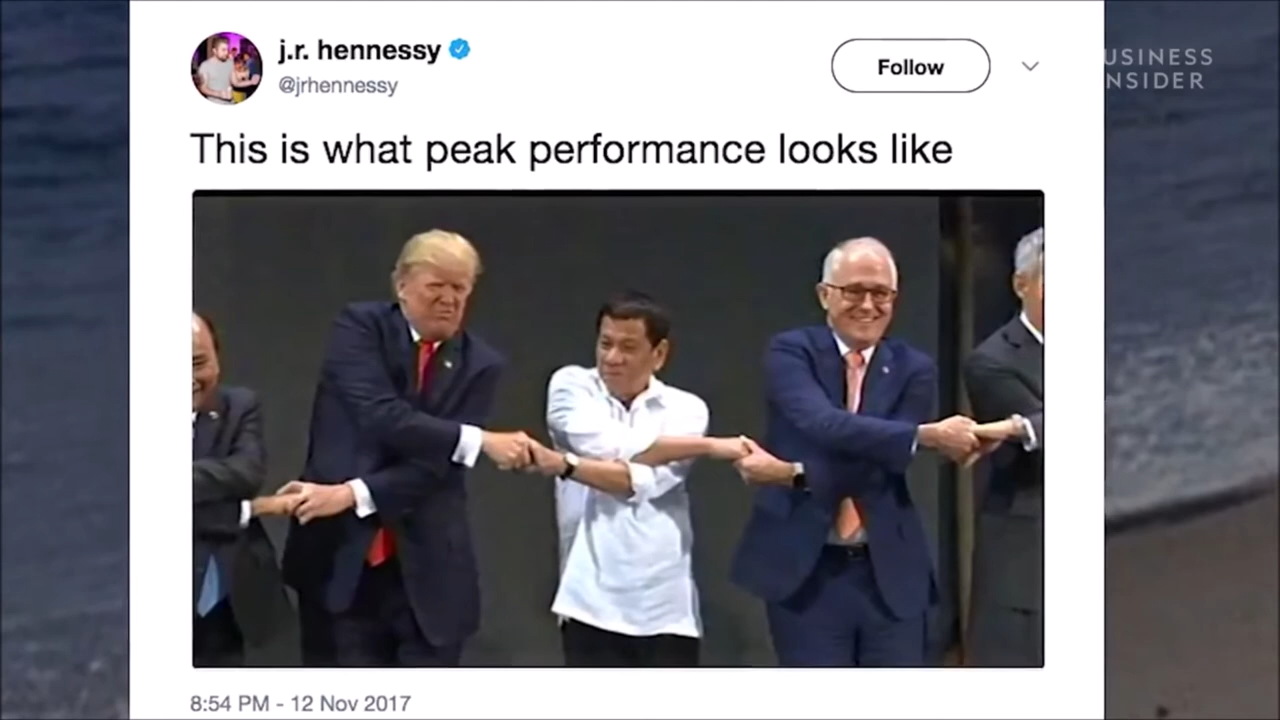 j.r. hennessy
@jrhennessy
Follow
USINESS
NSIDER
This is what peak performance looks like
8:54 PM - 12 Nov 2017